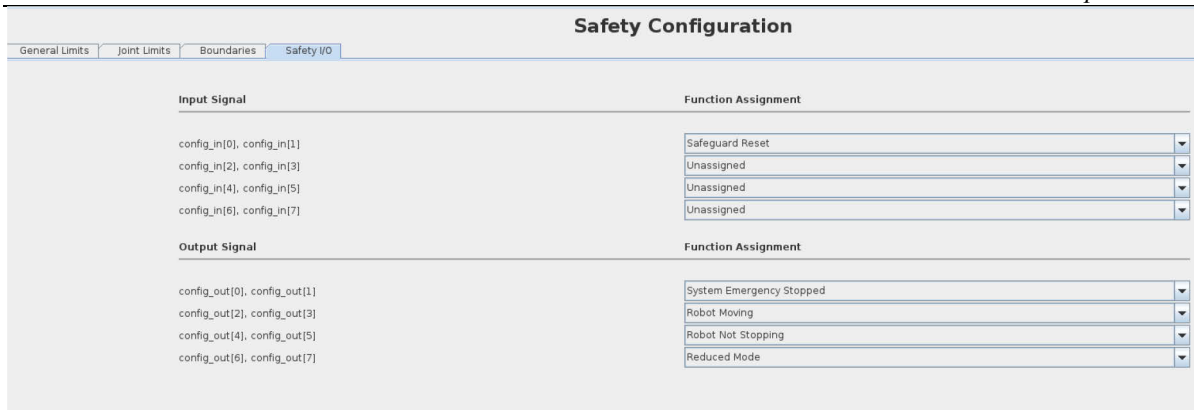 Safety Configuration
General Limits Joint Limits Boundaries Safety I/O
Input Signal Function Assignment
config_in[0], config_in[1] Safeguard Reset
config_in[2], config_in[3] Unassigned
config_in[4], config_in[5] Unassigned
config_in[6], config_in[7] Unassigned
Output Signal Function Assignment
config_out[0], config_out[1] System Emergency Stopped
config_out[2], config_out[3] Robot Moving
config_out[4], config_out[5] Robot Not Stopping
config_out[6], config_out[7] Reduced Mode